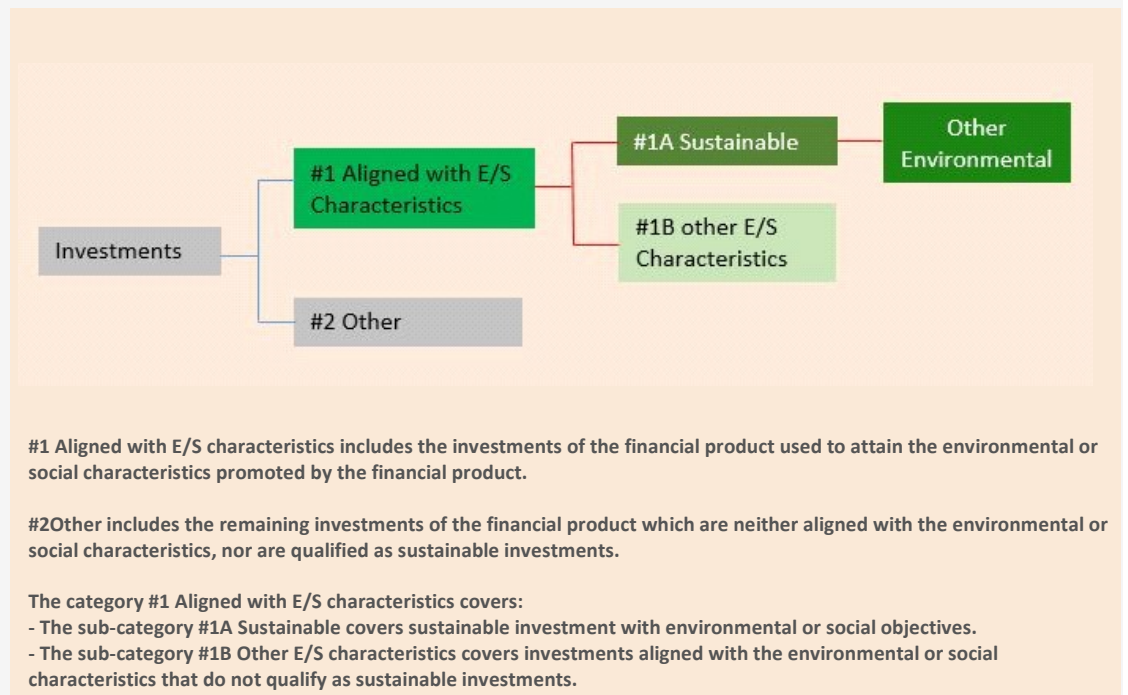 Investments
#1 Aligned with E/S
Characteristics
#2 Other
#1A Sustainable
#1B other E/S
Characteristics
Other
Environmental
#1 Aligned with E/S characteristics includes the investments of the financial product used to attain the environmental or
social characteristics promoted by the financial product.
#2Other includes the remaining investments of the financial product which are neither aligned with the environmental or
social characteristics, nor are qualified as sustainable investments.
The category #1 Aligned with E/S characteristics covers:
- The sub-category #1A Sustainable covers sustainable investment with environmental or social objectives.
- The sub-category #1B Other E/S characteristics covers investments aligned with the environmental or social
characteristics that do not qualify as sustainable investments.